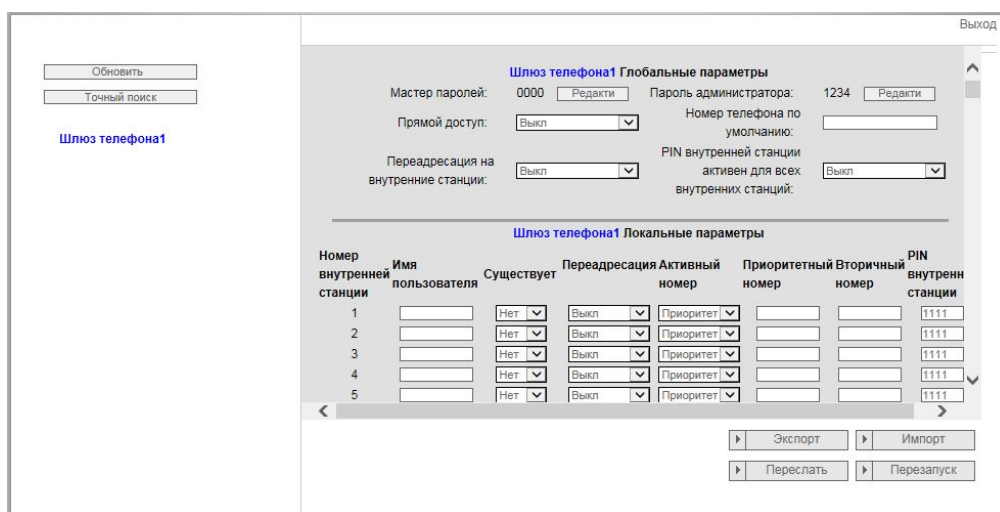 Выход
Обновить
Точный поиск
Шлюз телефона1
Шлюз телефона1 Глобальные параметры
Мастер паролей: 0000 Редакти Пароль администратора: 1234 Редакти
Прямой доступ: Выкл Номер телефона по умолчанию:
Переадресация на внутренние станции: Выкл PIN внутренней станции активен для всех внутренних станций: Выкл
Шлюз телефона1 Локальные параметры
Номер внутренней станции Имя пользователя Существует Переадресация Активный номер Приоритетный номер Вторичный номер PIN внутренн станции
1 Нет Выкл Приоритет 1111
2 Нет Выкл Приоритет 1111
3 Нет Выкл Приоритет 1111
4 Нет Выкл Приоритет 1111
5 Нет Выкл Приоритет 1111
Экспорт Импорт
Переслать Перезапуск